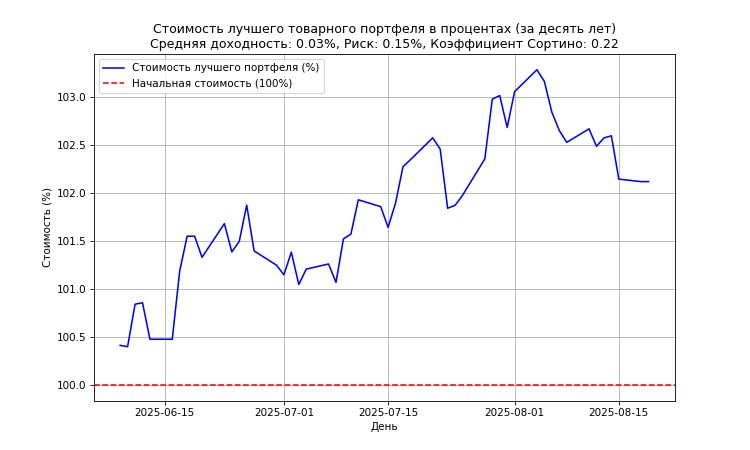 Стоимость лучшего товарного портфеля в процентах (за десять лет)
Средняя доходность: 0.03%, Риск: 0.15%, Коэффициент Сортино: 0.22
Стоимость лучшего портфеля (%)
Начальная стоимость (100%)
Стоимость (%)
103.0
102.5
102.0
101.5
101.0
100.5
100.0
2025-06-15
2025-07-01
2025-07-15
2025-08-01
2025-08-15
День